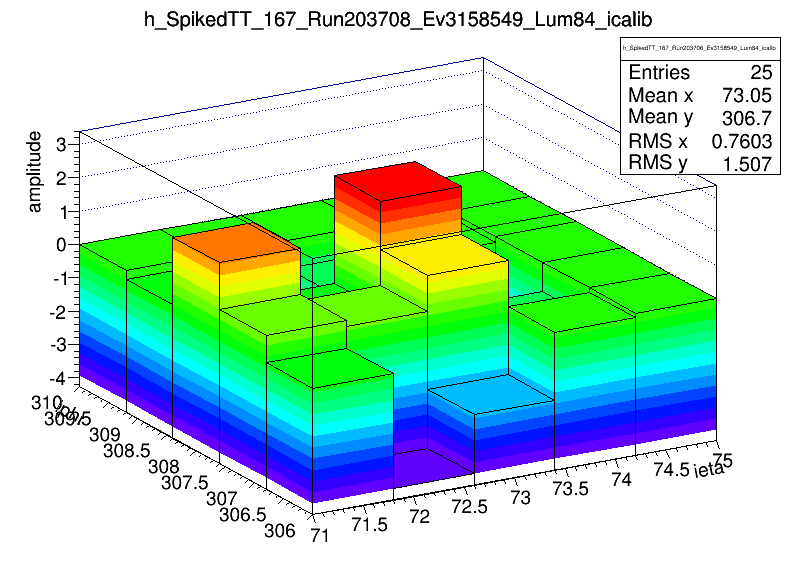 h_SpikedTT_167_Run203708_Ev3158549_Lum84_icalib
h_SpikedTT_167_Run203708_Ev3158549_Lum84_icalib
Entries 25
Mean x 73.05
Mean y 306.7
RMS x 0.7603
RMS y 1.507
amplitude
3
2
1
0
-1
-2
-3
-4
310
309.5
309
308.5
308
307.5
307
306.5
306
iphi
71
71.5
72
72.5
73
73.5
74
74.5
75
ieta